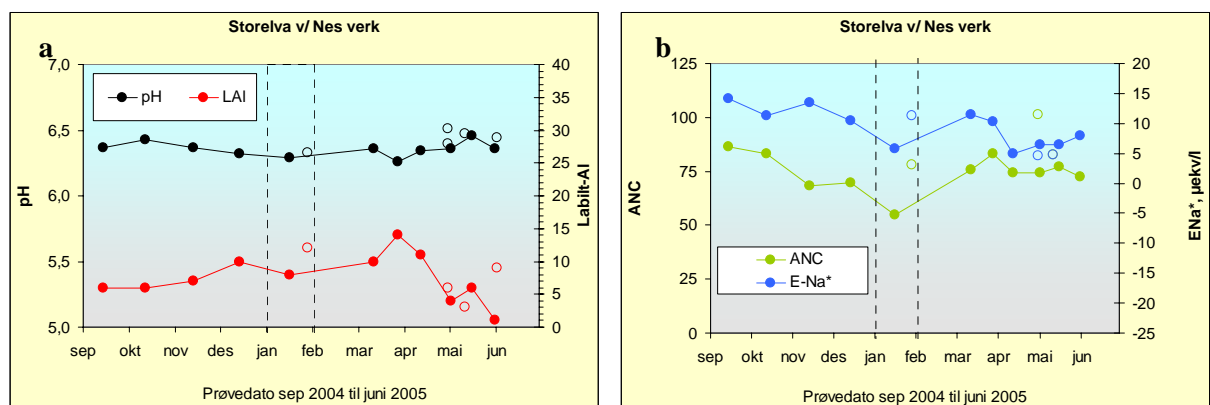 Storelva v/ Nes verk
a
7,0
6,5
6,0
5,5
5,0
pH
pH
LAI
40
35
30
25
20
15
10
5
0
Labilt-Al
sep okt nov des jan feb mar apr mai jun
Prøvedato sep 2004 til juni 2005
Storelva v/ Nes verk
b
125
100
75
50
25
0
ANC
ANC
E-Na*
20
15
10
5
0
-5
-10
-15
-20
-25
ENa*, µekv/l
sep okt nov des jan feb mar apr mai jun
Prøvedato sep 2004 til juni 2005